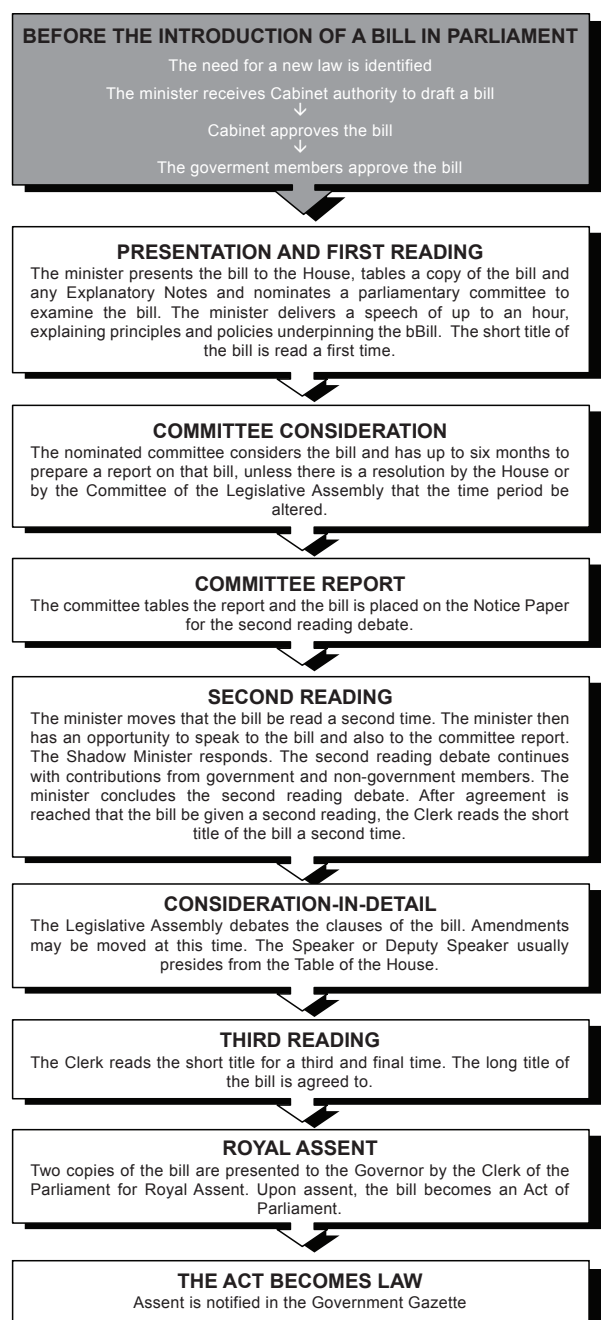 BEFORE THE INTRODUCTION OF A BILL IN PARLIAMENT
The need for a new law is identified
The minister receives Cabinet authority to draft a bill
Cabinet approves the bill
The goverment members approve the bill
PRESENTATION AND FIRST READING
The minister presents the bill to the House, tables a copy of the bill and
any Explanatory Notes and nominates a parliamentary committee to
examine the bill. The minister delivers a speech of up to an hour,
explaining principles and policies underpinning the bBill. The short title of
the bill is read a first time.
COMMITTEE CONSIDERATION
The nominated committee considers the bill and has up to six months to
prepare a report on that bill, unless there is a resolution by the House or
by the Committee of the Legislative Assembly that the time period be
altered.
COMMITTEE REPORT
The committee tables the report and the bill is placed on the Notice Paper
for the second reading debate.
SECOND READING
The minister moves that the bill be read a second time. The minister then
has an opportunity to speak to the bill and also to the committee report.
The Shadow Minister responds. The second reading debate continues
with contributions from government and non-government members. The
minister concludes the second reading debate. After agreement is
reached that the bill be given a second reading, the Clerk reads the short
title of the bill a second time.
CONSIDERATION-IN-DETAIL
The Legislative Assembly debates the clauses of the bill. Amendments
may be moved at this time. The Speaker or Deputy Speaker usually
presides from the Table of the House.
THIRD READING
The Clerk reads the short title for a third and final time. The long title of
the bill is agreed to.
ROYAL ASSENT
Two copies of the bill are presented to the Governor by the Clerk of the
Parliament for Royal Assent. Upon assent, the bill becomes an Act of
Parliament.
THE ACT BECOMES LAW
Assent is notified in the Government Gazette